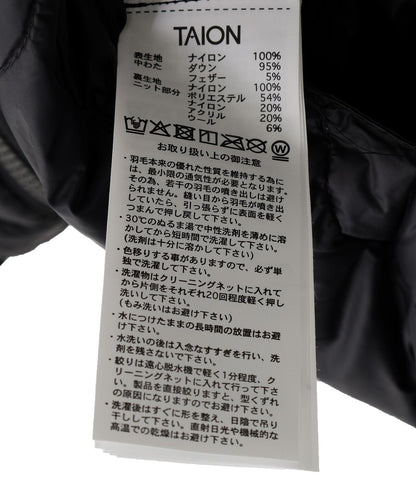 TAION
表生地 ナイロン 100%
中わた ダウン 95%
フェザー 5%
裏生地 ナイロン 100%
ニット部分 ポリエステル 54%
ナイロン 20%
アクリル 20%
ウール 6%
お取り扱い上の御注意
・羽毛本来の優れた性質を維持する為に
は、最小限の通気性が必要となります。
その為、若干の羽毛の噴き出しは避け
られません。縫い目から羽毛が噴き出
していたら、引っ張らずに表面を軽く
つまんで押し戻して下さい。
・30℃のぬるま湯で中性洗剤を薄めに溶
かしてから短時間で洗濯して下さい。
(洗剤は十分に溶かして下さい)
・色移りする事がありますので、必ず単
独で洗濯して下さい。
・洗濯物はクリーニングネットに入れて
から片側をそれぞれ20回程度軽く押し
洗いして下さい。
(もみ洗いはお避け下さい)
・水につけたままの長時間の放置はお避け
下さい。
・水洗いの後は入念なすすぎを行い、洗
剤を残さないで下さい。
・絞りは遠心脱水機で軽く1分程度、ク
リーニングネットに入れて行って下さ
い。製品を直接絞りますと、型くずれ
の原因になりますのでお避け下さい。
・洗濯後はすぐに形を整え、日陰で吊り
干しして下さい。直射日光や機械的な
高温での乾燥はお避け下さい。